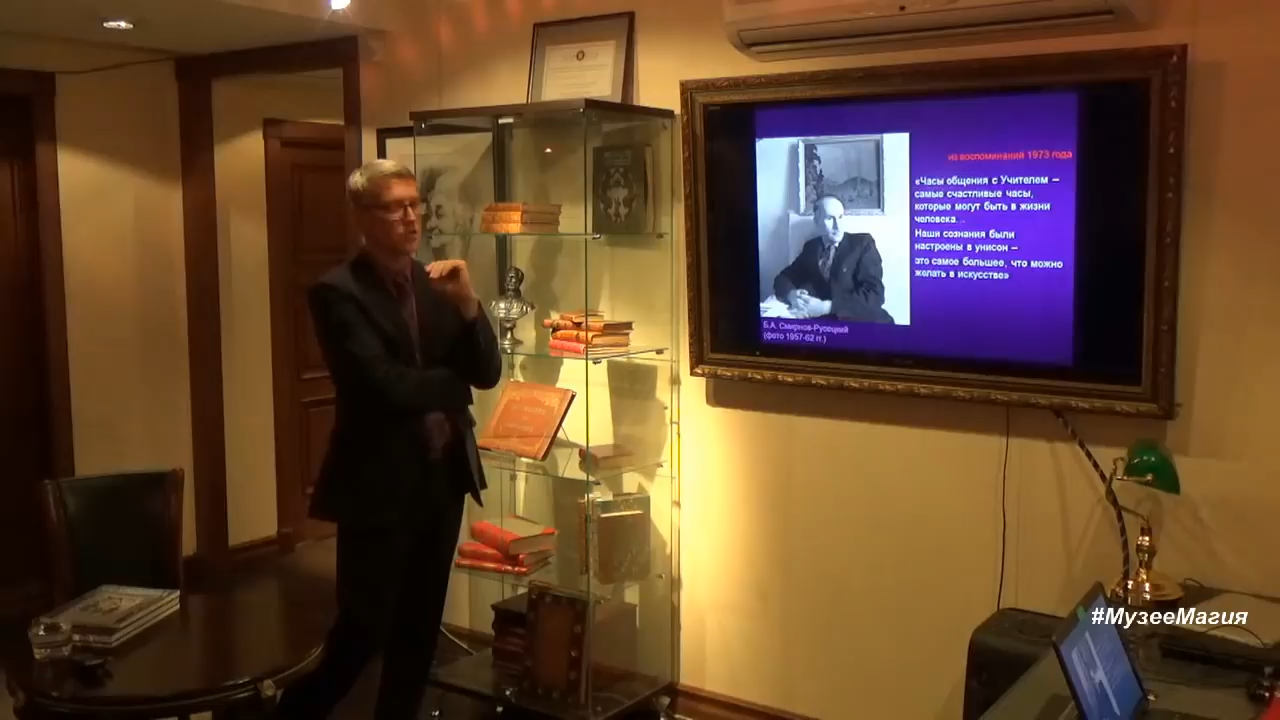 из воспоминаний 1973 года
«Часы общения с Учителем –
самые счастливые часы,
которые могут быть в жизни
человека...
Наши сознания были
настроены в унисон –
это самое большее, что можно
желать в искусстве»
Б.А. Смирнов-Русецкий
(фото 1957-62 гг.)
#МузееМагия